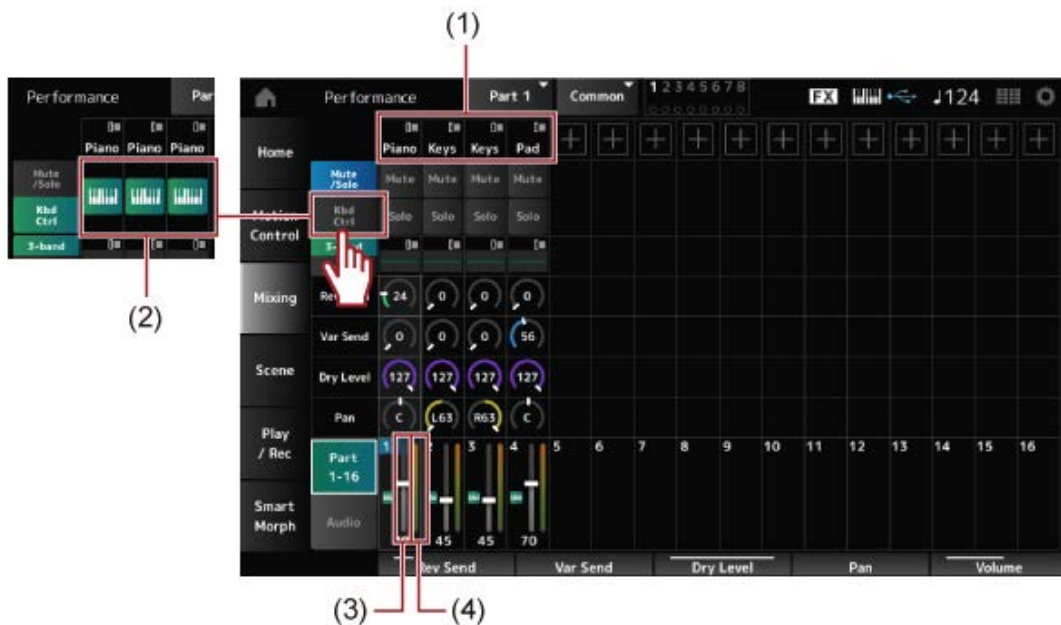 (1)
Performance Par
Piano Piano Piano
Mute /Solo
Kbd Ctrl
3-band
(2)
Performance Part 1 Common 1 2 3 4 5 6 7 8 FX ♩124
Home
Motion Control
Mixing
Scene
Play / Rec
Smart Morph
Piano Keys Keys Pad + + + + + + + + + + + +
Mute /Solo Mute Mute Mute Mute
Kbd Ctrl Solo Solo Solo Solo
24 0 0 0
Var Send 0 0 0 56
Dry Level 127 127 127 127
Pan C L63 R63 C
Part 1-16 1 2 3 4 5 6 7 8 9 10 11 12 13 14 15 16
Audio 45 45 70
Rev Send Var Send Dry Level Pan Volume
(3) (4)